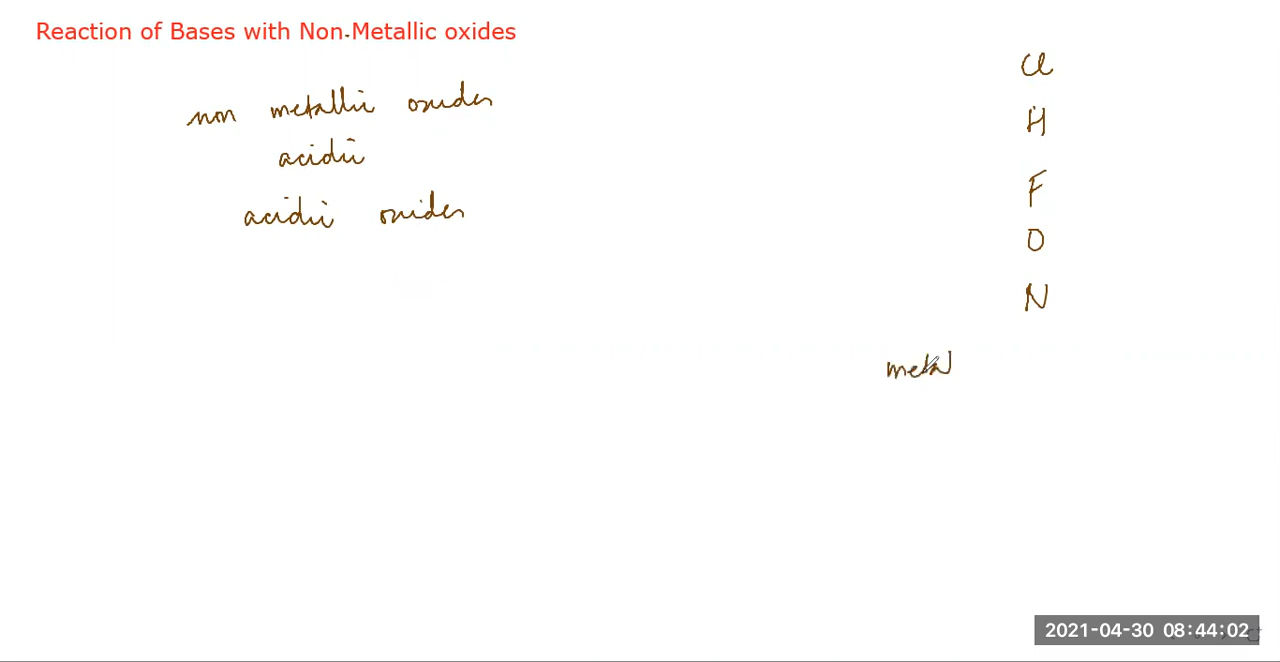 Reaction of Bases with Non-Metallic oxides
non metallic oxides
acidic
acidic oxides
Cl
H
F
O
N
metal
2021-04-30 08:44:02